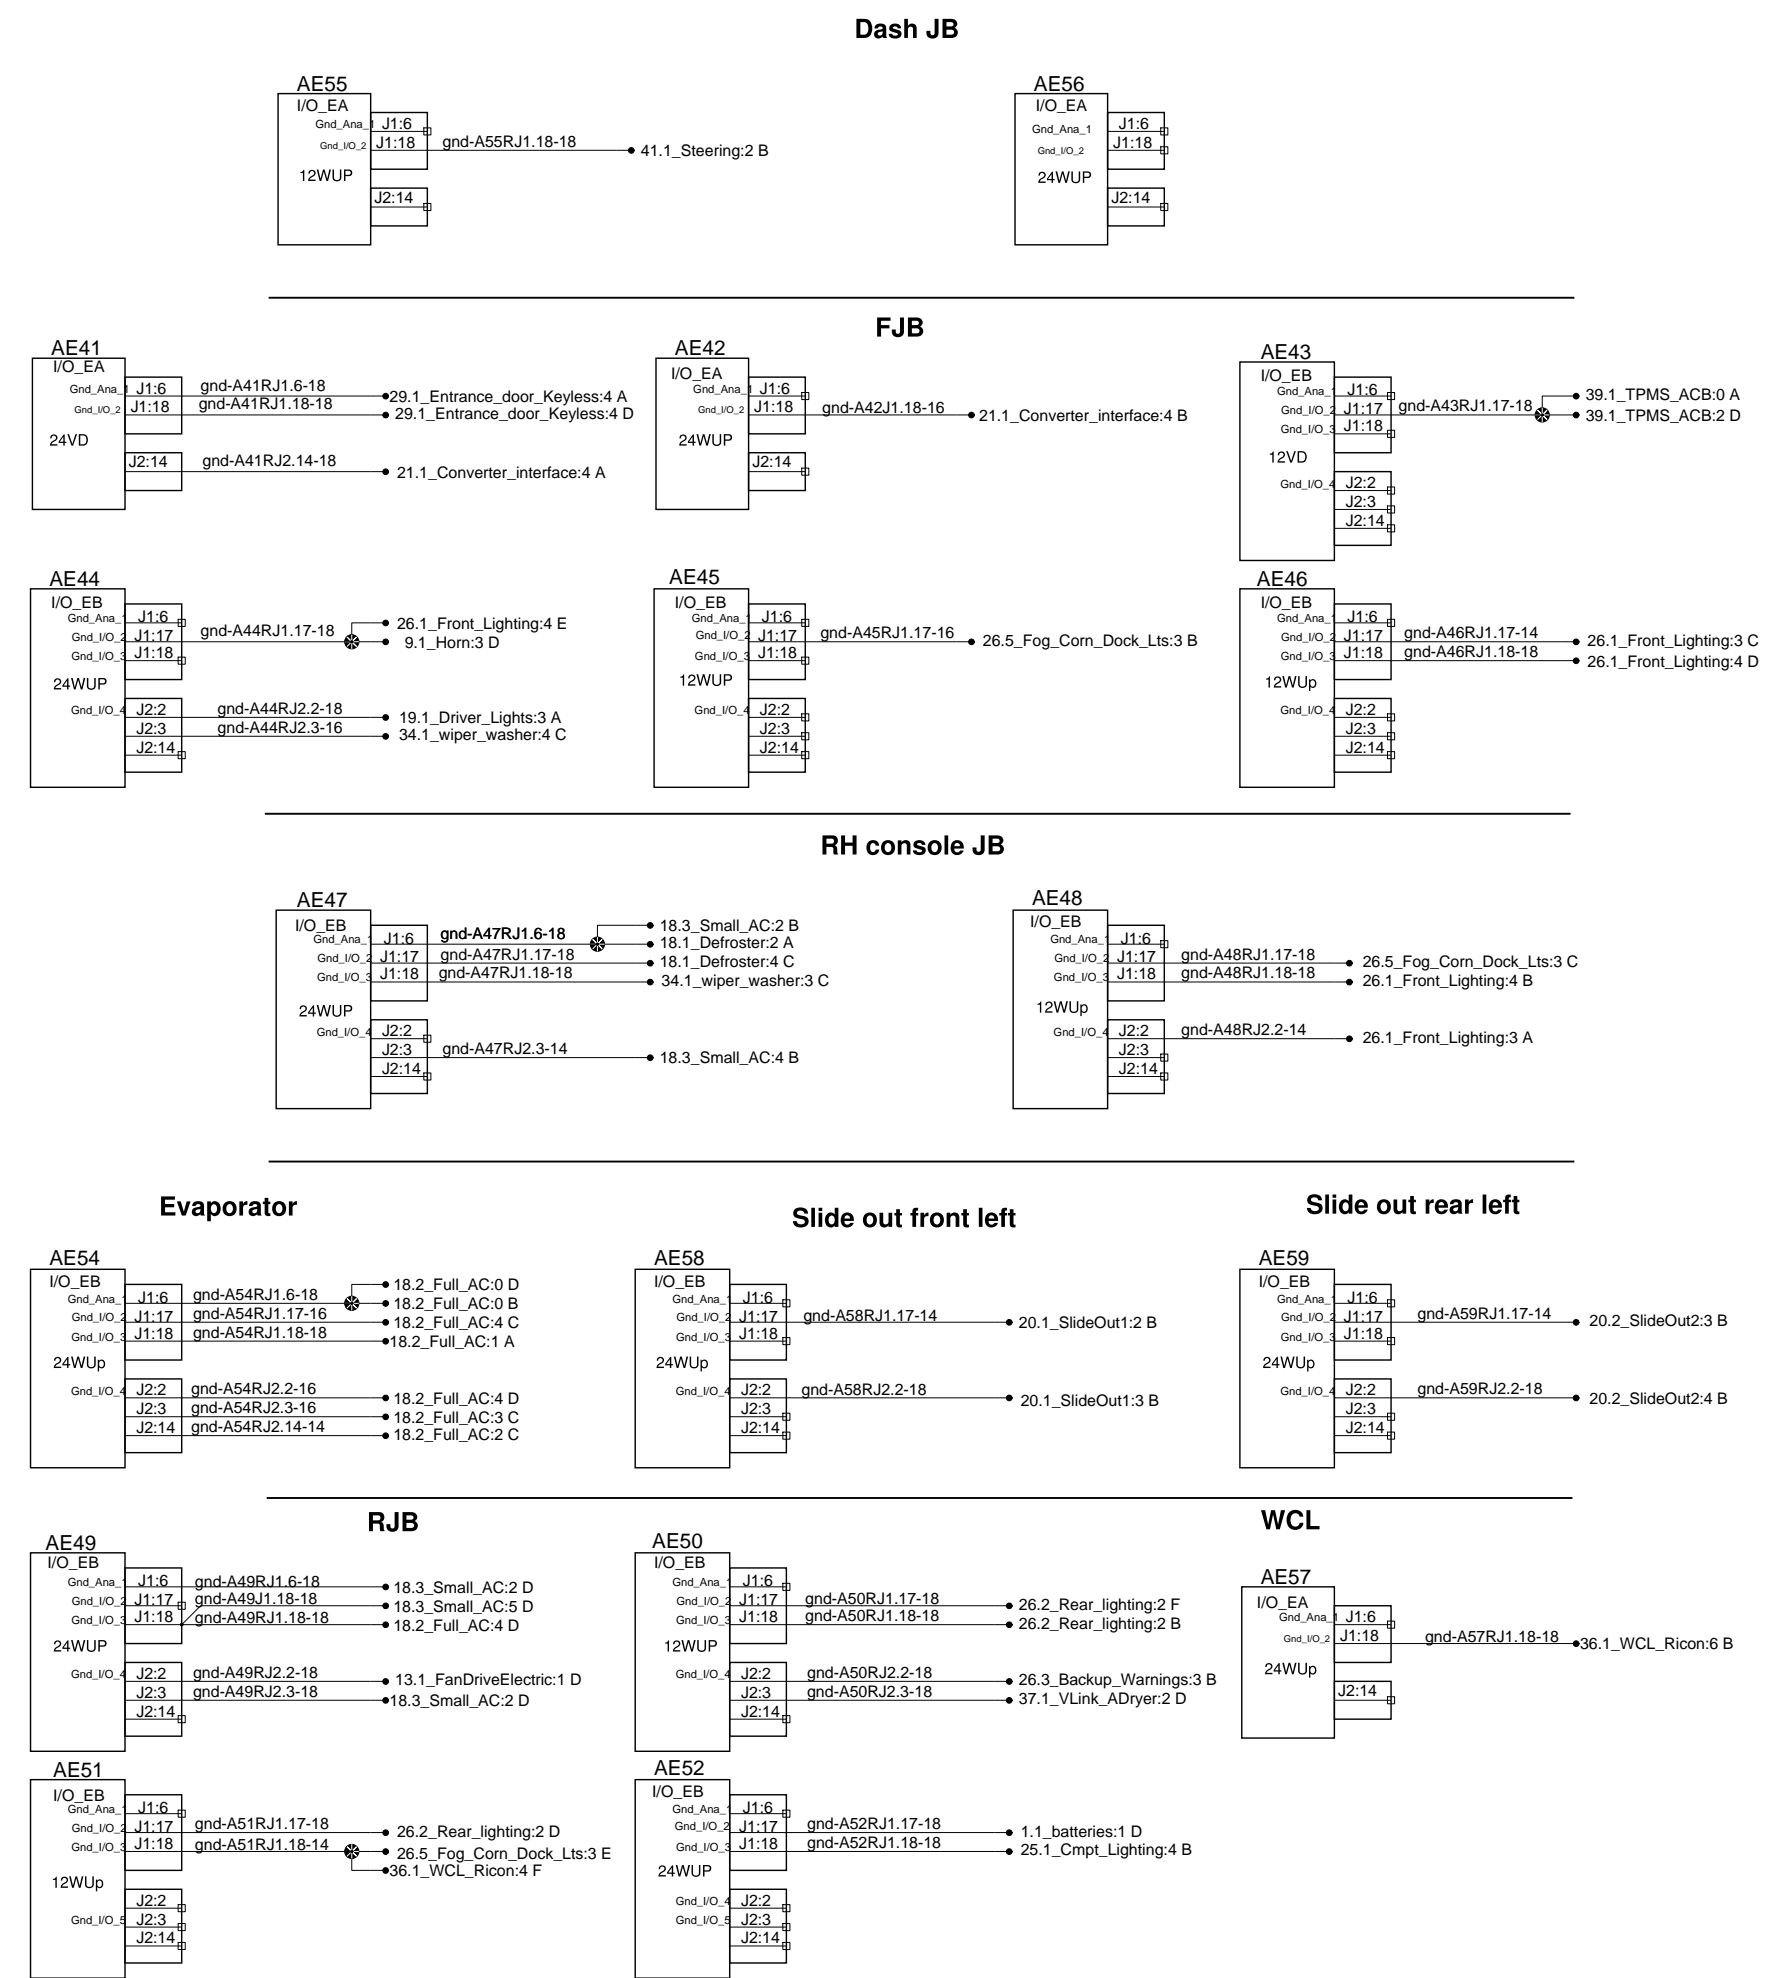 Dash JB
AE55
I/O_EA
Gnd_Ana_1
J1:6
Gnd_I/O_2
J1:18
gnd-A55RJ1.18-18
41.1_Steering:2 B
12WUP
J2:14
AE56
I/O_EA
Gnd_Ana_1
J1:6
Gnd_I/O_2
J1:18
24WUP
J2:14
FJB
AE41
I/O_EA
Gnd_Ana_1
J1:6
gnd-A41RJ1.6-18
29.1_Entrance_door_Keyless:4 A
Gnd_I/O_2
J1:18
gnd-A41RJ1.18-18
29.1_Entrance_door_Keyless:4 D
24VD
J2:14
gnd-A41RJ2.14-18
21.1_Converter_interface:4 A
AE42
I/O_EA
Gnd_Ana_1
J1:6
Gnd_I/O_2
J1:18
gnd-A42J1.18-16
21.1_Converter_interface:4 B
24WUP
J2:14
AE43
I/O_EB
Gnd_Ana_1
J1:6
Gnd_I/O_2
J1:17
gnd-A43RJ1.17-18
39.1_TPMS_ACB:0 A
39.1_TPMS_ACB:2 D
Gnd_I/O_3
J1:18
12VD
Gnd_I/O_4
J2:2
J2:3
J2:14
AE44
I/O_EB
Gnd_Ana_1
J1:6
Gnd_I/O_2
J1:17
gnd-A44RJ1.17-18
26.1_Front_Lighting:4 E
9.1_Horn:3 D
Gnd_I/O_3
J1:18
24WUP
Gnd_I/O_4
J2:2
gnd-A44RJ2.2-18
19.1_Driver_Lights:3 A
J2:3
gnd-A44RJ2.3-16
34.1_wiper_washer:4 C
J2:14
AE45
I/O_EB
Gnd_Ana_1
J1:6
Gnd_I/O_2
J1:17
gnd-A45RJ1.17-16
26.5_Fog_Corn_Dock_Lts:3 B
Gnd_I/O_3
J1:18
12WUP
Gnd_I/O_4
J2:2
J2:3
J2:14
AE46
I/O_EB
Gnd_Ana_1
J1:6
Gnd_I/O_2
J1:17
gnd-A46RJ1.17-14
26.1_Front_Lighting:3 C
Gnd_I/O_3
J1:18
gnd-A46RJ1.18-18
26.1_Front_Lighting:4 D
12WUp
Gnd_I/O_4
J2:2
J2:3
J2:14
RH console JB
AE47
I/O_EB
Gnd_Ana_1
J1:6
gnd-A47RJ1.6-18
18.3_Small_AC:2 B
18.1_Defroster:2 A
Gnd_I/O_2
J1:17
gnd-A47RJ1.17-18
18.1_Defroster:4 C
Gnd_I/O_3
J1:18
gnd-A47RJ1.18-18
34.1_wiper_washer:3 C
24WUP
Gnd_I/O_4
J2:2
J2:3
gnd-A47RJ2.3-14
18.3_Small_AC:4 B
J2:14
AE48
I/O_EB
Gnd_Ana_1
J1:6
Gnd_I/O_2
J1:17
gnd-A48RJ1.17-18
26.5_Fog_Corn_Dock_Lts:3 C
Gnd_I/O_3
J1:18
gnd-A48RJ1.18-18
26.1_Front_Lighting:4 B
12WUp
Gnd_I/O_4
J2:2
gnd-A48RJ2.2-14
26.1_Front_Lighting:3 A
J2:3
J2:14
Evaporator
AE54
I/O_EB
Gnd_Ana_1
J1:6
gnd-A54RJ1.6-18
18.2_Full_AC:0 D
18.2_Full_AC:0 B
Gnd_I/O_2
J1:17
gnd-A54RJ1.17-16
18.2_Full_AC:4 C
Gnd_I/O_3
J1:18
gnd-A54RJ1.18-18
18.2_Full_AC:1 A
24WUp
Gnd_I/O_4
J2:2
gnd-A54RJ2.2-16
18.2_Full_AC:4 D
J2:3
gnd-A54RJ2.3-16
18.2_Full_AC:3 C
J2:14
gnd-A54RJ2.14-14
18.2_Full_AC:2 C
Slide out front left
AE58
I/O_EB
Gnd_Ana_1
J1:6
Gnd_I/O_2
J1:17
gnd-A58RJ1.17-14
20.1_SlideOut1:2 B
Gnd_I/O_3
J1:18
24WUp
Gnd_I/O_4
J2:2
gnd-A58RJ2.2-18
20.1_SlideOut1:3 B
J2:3
J2:14
Slide out rear left
AE59
I/O_EB
Gnd_Ana_1
J1:6
Gnd_I/O_2
J1:17
gnd-A59RJ1.17-14
20.2_SlideOut2:3 B
Gnd_I/O_3
J1:18
24WUp
Gnd_I/O_4
J2:2
gnd-A59RJ2.2-18
20.2_SlideOut2:4 B
J2:3
J2:14
RJB
AE49
I/O_EB
Gnd_Ana_1
J1:6
gnd-A49RJ1.6-18
18.3_Small_AC:2 D
Gnd_I/O_2
J1:17
gnd-A49J1.18-18
18.3_Small_AC:5 D
Gnd_I/O_3
J1:18
gnd-A49RJ1.18-18
18.2_Full_AC:4 D
24WUP
Gnd_I/O_4
J2:2
gnd-A49RJ2.2-18
13.1_FanDriveElectric:1 D
J2:3
gnd-A49RJ2.3-18
18.3_Small_AC:2 D
J2:14
AE50
I/O_EB
Gnd_Ana_1
J1:6
Gnd_I/O_2
J1:17
gnd-A50RJ1.17-18
26.2_Rear_lighting:2 F
Gnd_I/O_3
J1:18
gnd-A50RJ1.18-18
26.2_Rear_lighting:2 B
12WUP
Gnd_I/O_4
J2:2
gnd-A50RJ2.2-18
26.3_Backup_Warnings:3 B
J2:3
gnd-A50RJ2.3-18
37.1_VLink_ADryer:2 D
J2:14
WCL
AE57
I/O_EA
Gnd_Ana_1
J1:6
Gnd_I/O_2
J1:18
gnd-A57RJ1.18-18
36.1_WCL_Ricon:6 B
24WUp
J2:14
AE51
I/O_EB
Gnd_Ana_1
J1:6
Gnd_I/O_2
J1:17
gnd-A51RJ1.17-18
26.2_Rear_lighting:2 D
Gnd_I/O_3
J1:18
gnd-A51RJ1.18-14
26.5_Fog_Corn_Dock_Lts:3 E
36.1_WCL_Ricon:4 F
12WUp
J2:2
Gnd_I/O_5
J2:3
J2:14
AE52
I/O_EB
Gnd_Ana_1
J1:6
Gnd_I/O_2
J1:17
gnd-A52RJ1.17-18
1.1_batteries:1 D
Gnd_I/O_3
J1:18
gnd-A52RJ1.18-18
25.1_Cmpt_Lighting:4 B
24WUP
Gnd_I/O_4
J2:2
Gnd_I/O_5
J2:3
J2:14